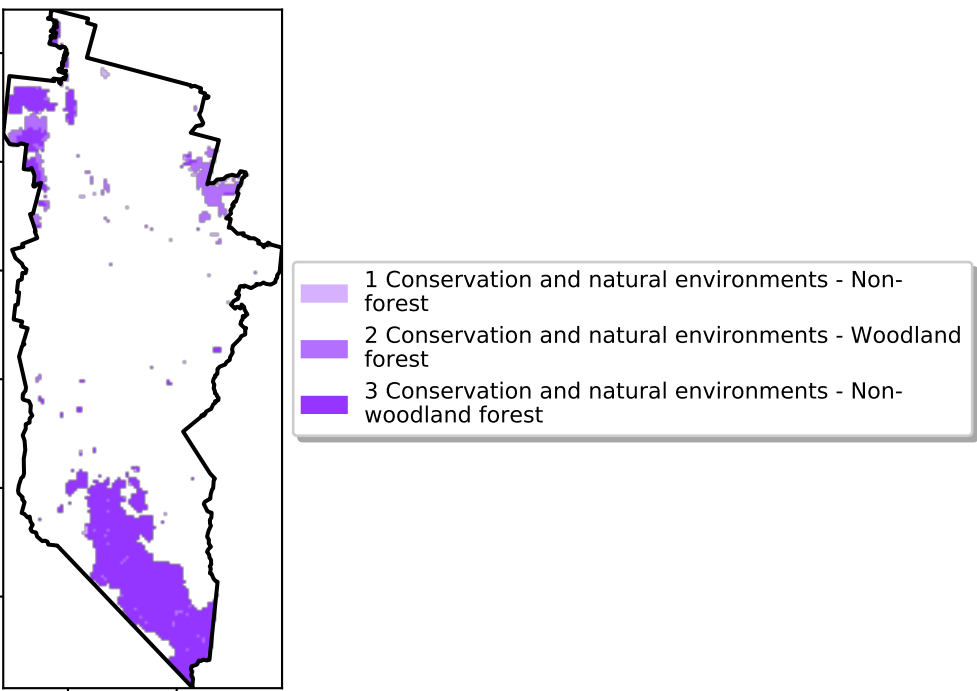 1 Conservation and natural environments - Non-
forest
2 Conservation and natural environments - Woodland
forest
3 Conservation and natural environments - Non-
woodland forest